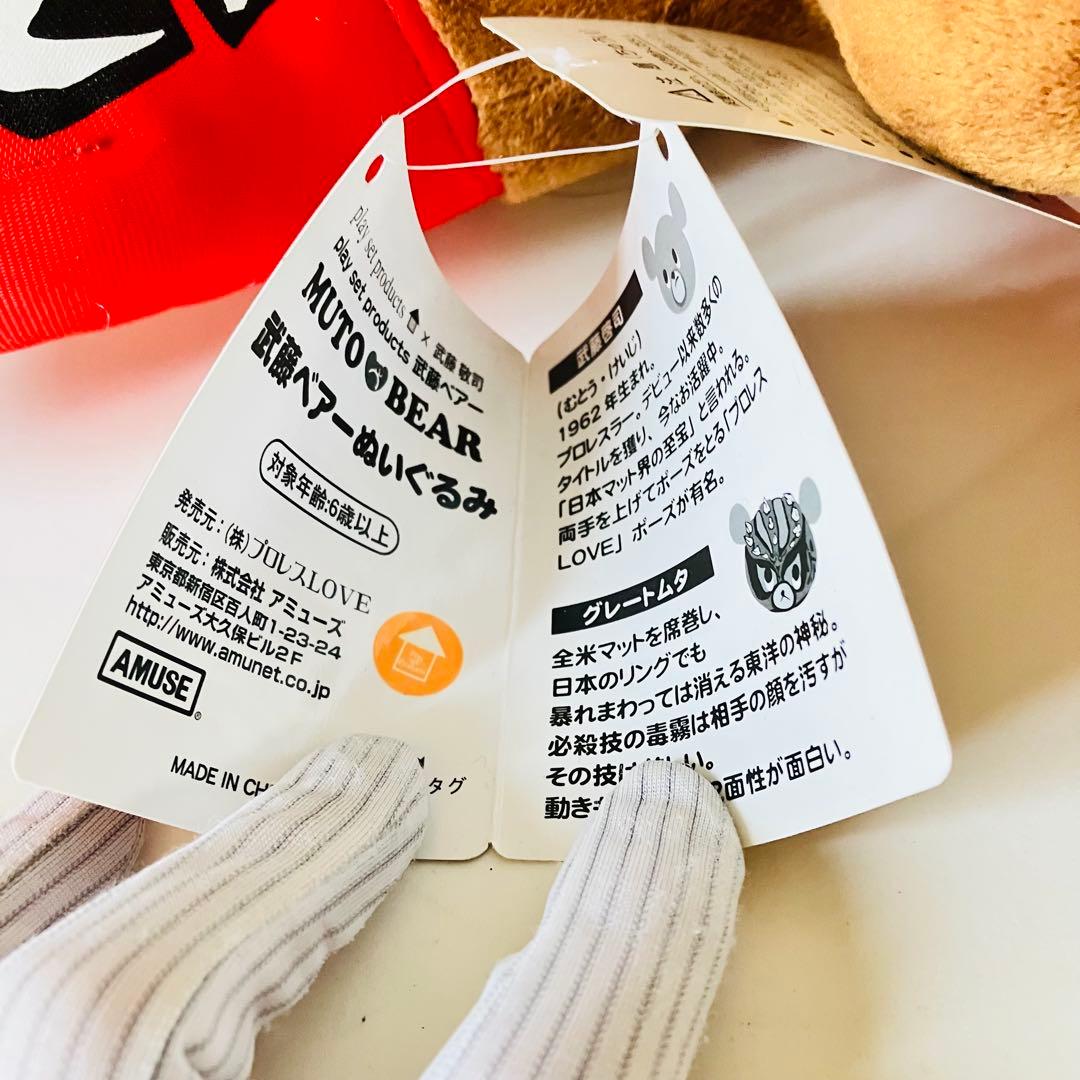 play set products x 武藤 敬司
play set products 武藤ベアー
MUTO BEAR
武藤ベアーぬいぐるみ
対象年齢:6歳以上
発売元:(株)プロレスLOVE
販売元:株式会社 アミューズ
東京都新宿区百人町1-23-24
アミューズ大久保ビル2F
http://www.amunet.co.jp
AMUSE®
MADE IN
タグ
武藤敬司
(むとう・けいじ)
1962年生まれ。
プロレスラー。デビュー以来数多くの
タイトルを獲り、今なお活躍中。
「日本マット界の至宝」と言われる。
両手を上げてポーズをとる「プロレス
LOVE」ポーズが有名。
グレートムタ
全米マットを席巻し、
日本のリングでも
暴れまわっては消える東洋の神秘。
必殺技の毒霧は相手の顔を汚すが
その技は
動き 面性が面白い。